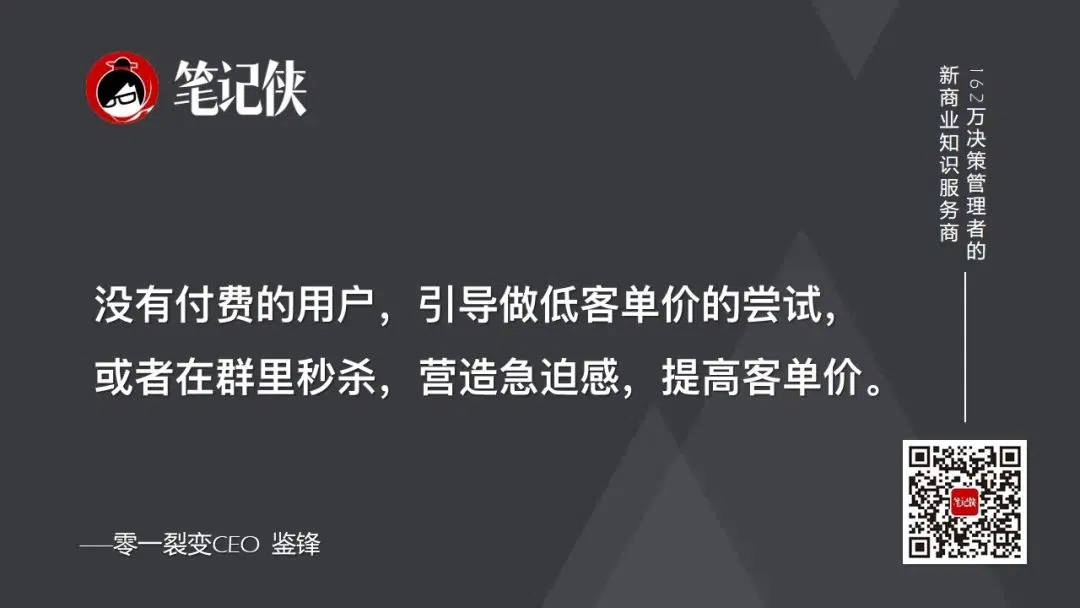 笔记侠
162万决策管理者的
新商业知识服务商
没有付费的用户，引导做低客单价的尝试，
或者在群里秒杀，营造急迫感，提高客单价。
——零一裂变CEO 鉴锋
笔记侠